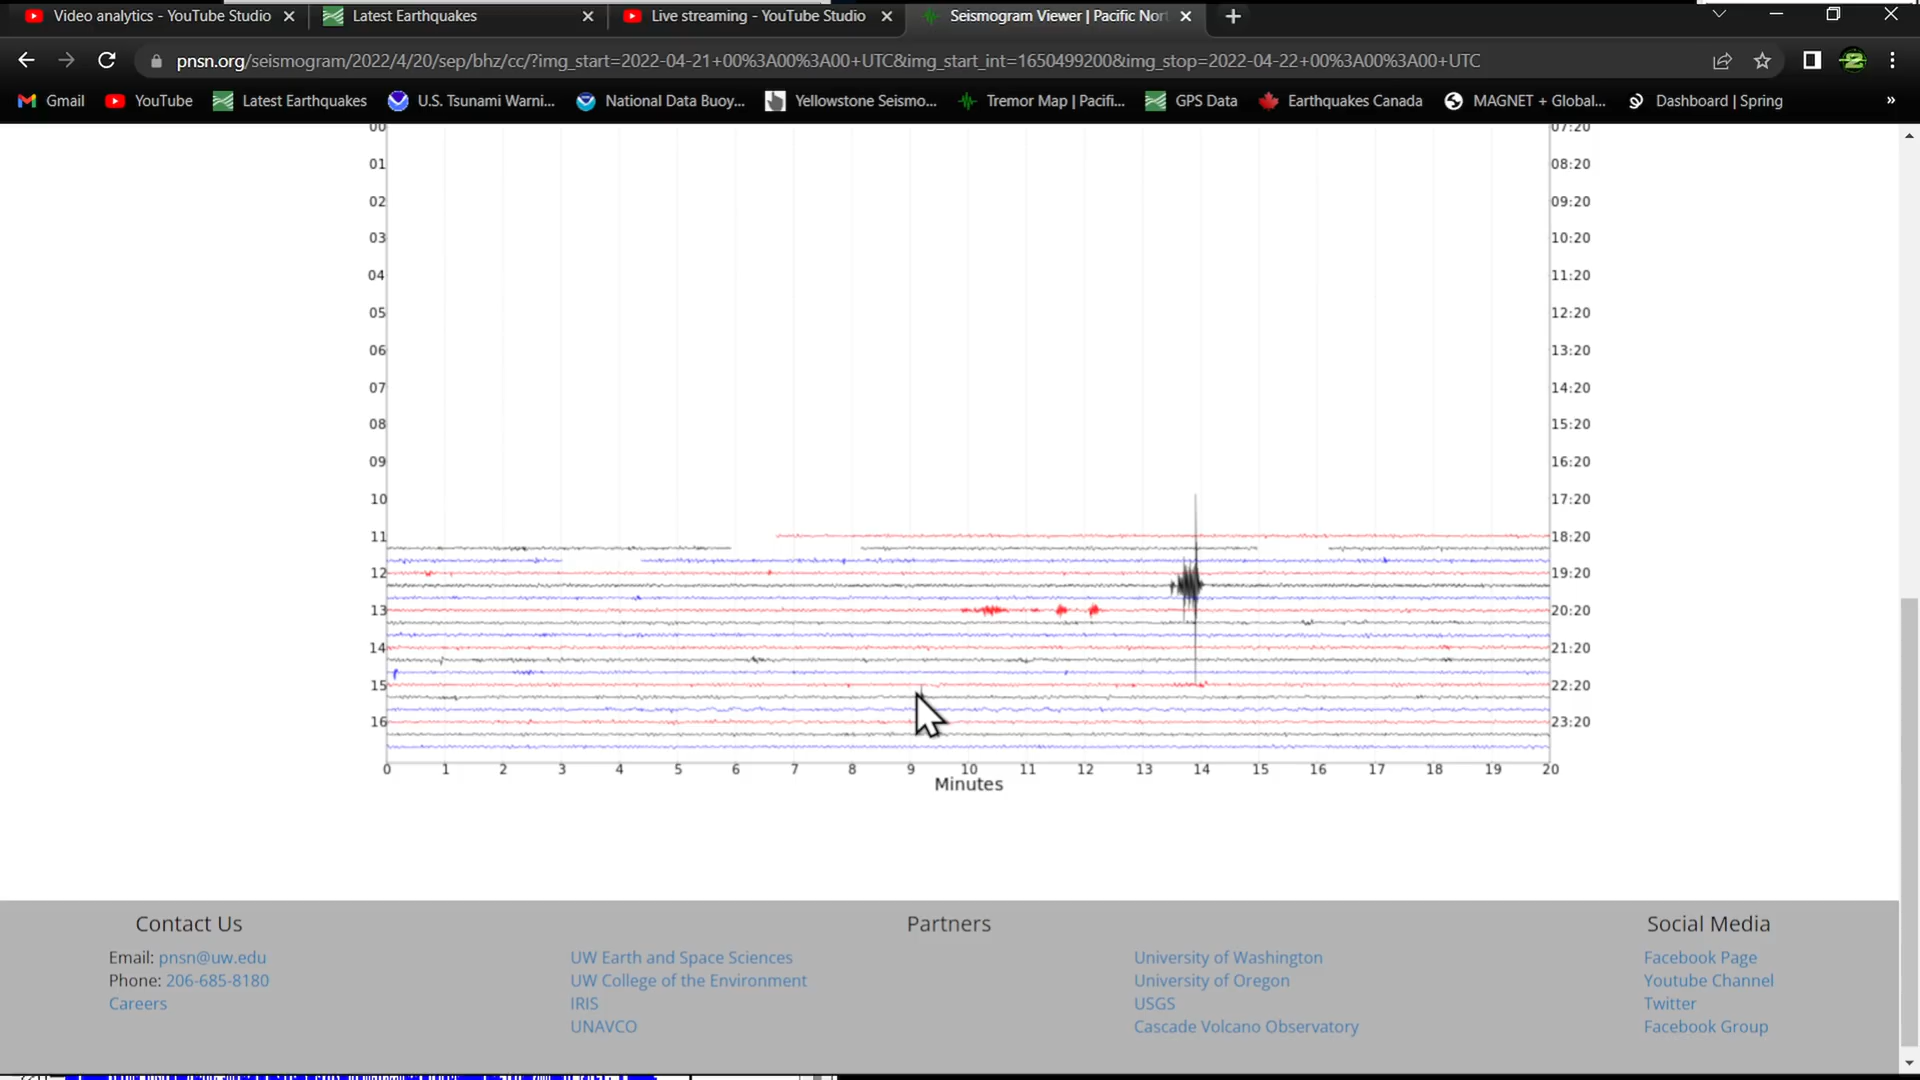 Video analytics - YouTube Studio
Latest Earthquakes
Live streaming - YouTube Studio
Seismogram Viewer | Pacific Nor
pnsn.org/seismogram/2022/4/20/sep/bhz/cc/?img_start=2022-04-21+00%3A00%3A00+UTC&img_start_int=1650499200&img_stop=2022-04-22+00%3A00%3A00+UTC
Gmail
YouTube
Latest Earthquakes
U.S. Tsunami Warni...
National Data Buoy...
Yellowstone Seismo...
Tremor Map | Pacifi...
GPS Data
Earthquakes Canada
MAGNET + Global...
Dashboard | Spring
»
00 07:20
01 08:20
02 09:20
03 10:20
04 11:20
05 12:20
06 13:20
07 14:20
08 15:20
09 16:20
10 17:20
11 18:20
12 19:20
13 20:20
14 21:20
15 22:20
16 23:20
0 1 2 3 4 5 6 7 8 9 10 11 12 13 14 15 16 17 18 19 20
Minutes
Contact Us
Email: pnsn@uw.edu
Phone: 206-685-8180
Careers
Partners
UW Earth and Space Sciences
UW College of the Environment
IRIS
UNAVCO
University of Washington
University of Oregon
USGS
Cascade Volcano Observatory
Social Media
Facebook Page
Youtube Channel
Twitter
Facebook Group